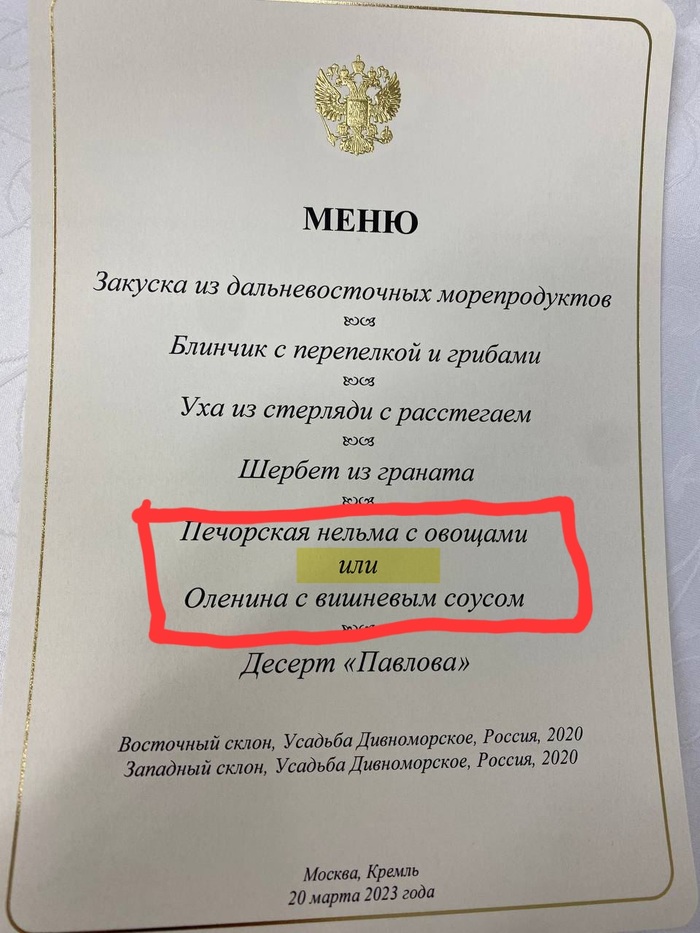 МЕНЮ
Закуска из дальневосточных морепродуктов
Блинчик с перепелкой и грибами
Уха из стерляди с расстегаем
Шербет из граната
Печорская нельма с овощами
или
Оленина с вишневым соусом
Десерт «Павлова»
Восточный склон, Усадьба Дивноморское, Россия, 2020
Западный склон, Усадьба Дивноморское, Россия, 2020
Москва, Кремль
20 марта 2023 года